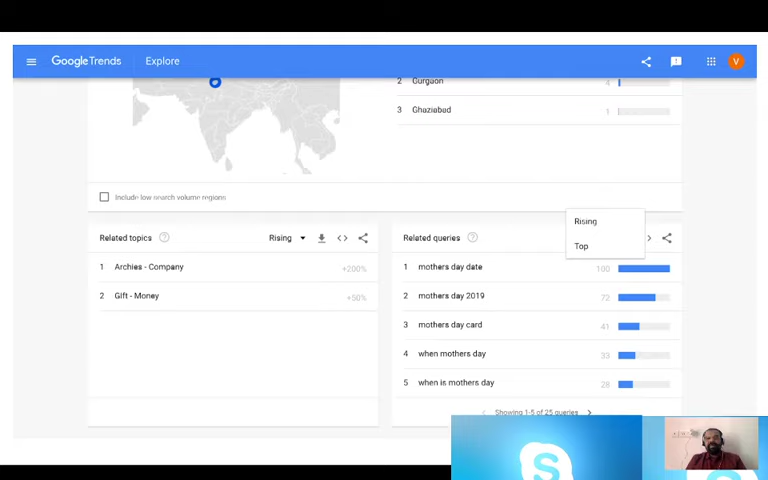 Google Trends Explore V
2 Gurgaon 4
3 Ghaziabad 1
Include low search volume regions
Rising
Top
Related topics ? Rising
1 Archies - Company +200%
2 Gift - Money +50%
Related queries ?
1 mothers day date 100
2 mothers day 2019 72
3 mothers day card 41
4 when mothers day 33
5 when is mothers day 28
Showing 1-5 of 25 queries
S